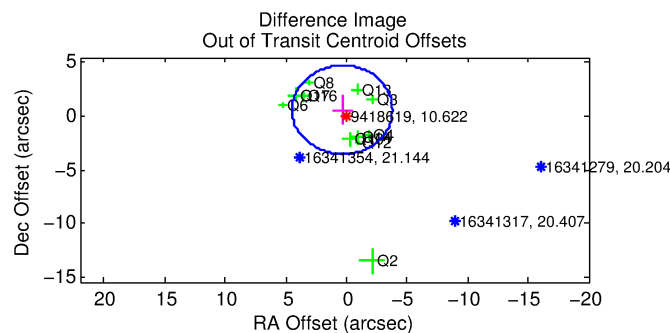 Difference Image
Out of Transit Centroid Offsets
Dec Offset (arcsec)
5
0
−5
−10
−15
Q8
Q13
Q3
Q6
9418619, 10.622
Q12
16341354, 21.144
16341279, 20.204
16341317, 20.407
Q2
20
15
10
5
0
−5
−10
−15
−20
RA Offset (arcsec)